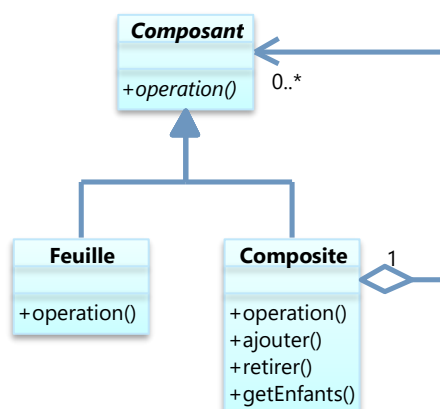 Composant
+operation()
0..*
Feuille
+operation()
Composite
1
+operation()
+ajouter()
+retirer()
+getEnfants()